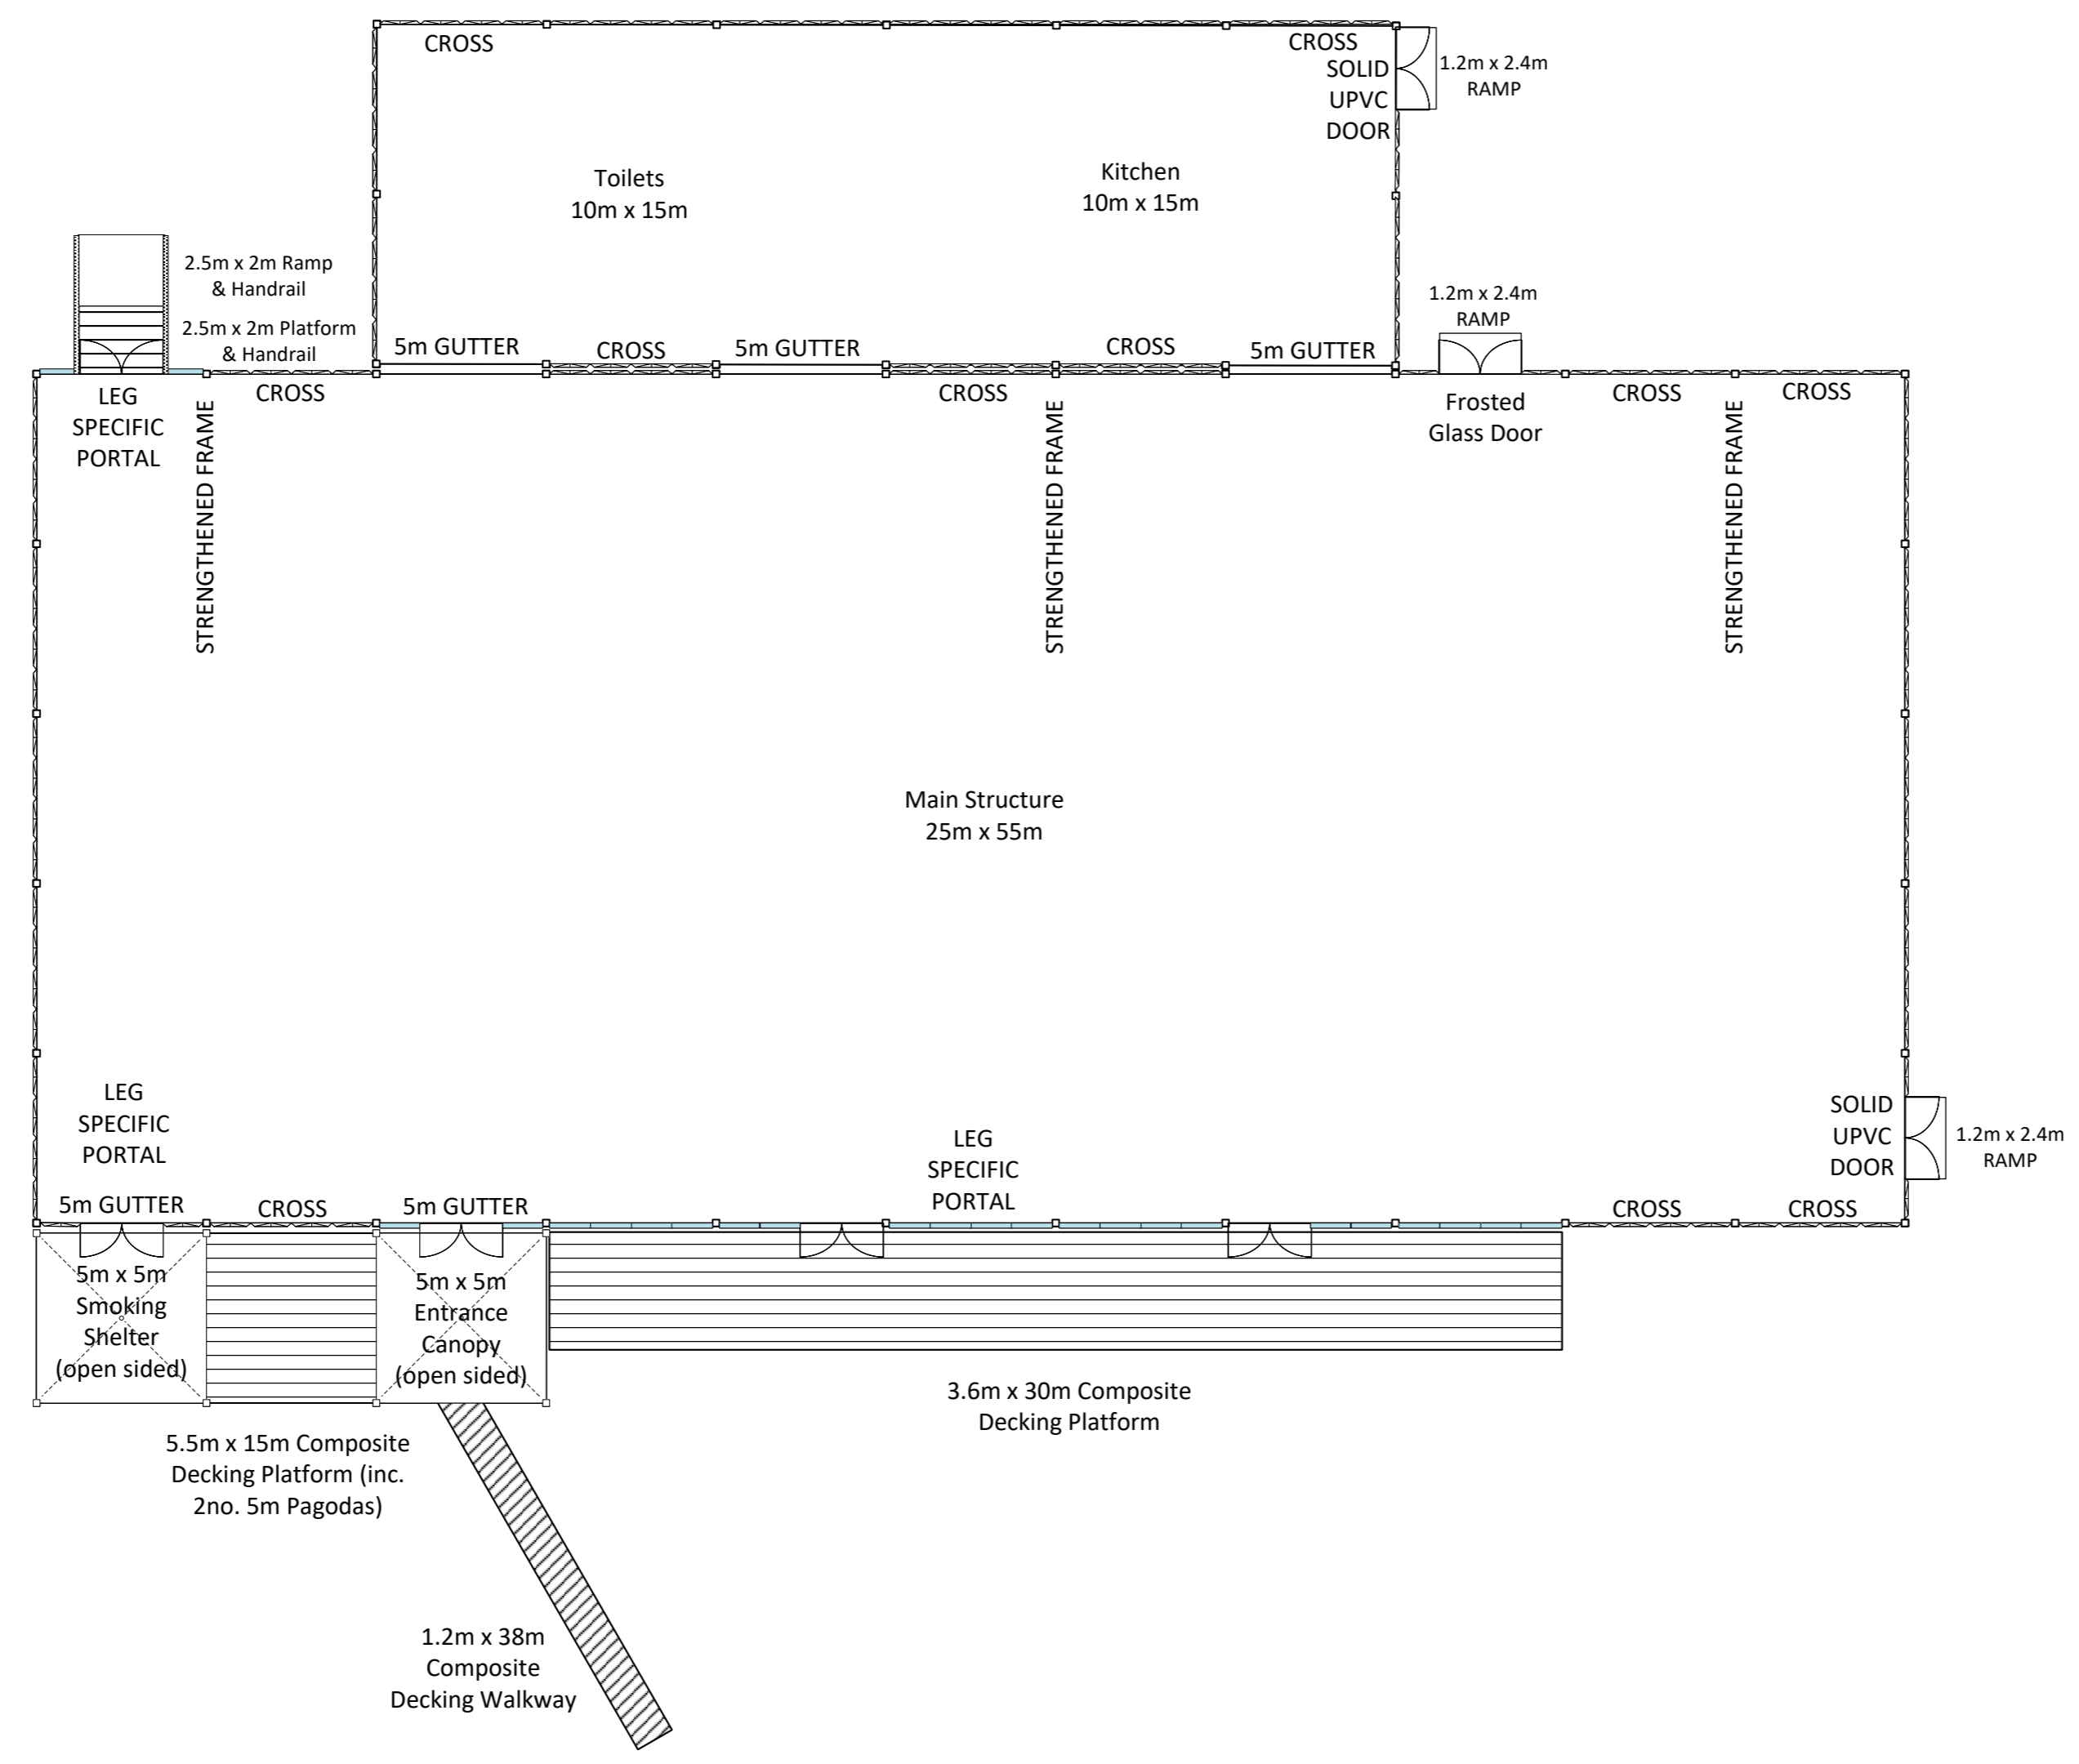 CROSS
CROSS
SOLID
UPVC
DOOR
1.2m x 2.4m
RAMP
Toilets
10m x 15m
Kitchen
10m x 15m
2.5m x 2m Ramp
& Handrail
2.5m x 2m Platform
& Handrail
1.2m x 2.4m
RAMP
5m GUTTER
CROSS
5m GUTTER
CROSS
5m GUTTER
LEG
SPECIFIC
PORTAL
STRENGTHENED FRAME
CROSS
CROSS
STRENGTHENED FRAME
Frosted
Glass Door
CROSS
STRENGTHENED FRAME
CROSS
Main Structure
25m x 55m
LEG
SPECIFIC
PORTAL
LEG
SPECIFIC
PORTAL
SOLID
UPVC
DOOR
1.2m x 2.4m
RAMP
5m GUTTER
CROSS
5m GUTTER
CROSS
CROSS
5m x 5m
Smoking
Shelter
(open sided)
5m x 5m
Entrance
Canopy
(open sided)
3.6m x 30m Composite
Decking Platform
5.5m x 15m Composite
Decking Platform (inc.
2no. 5m Pagodas)
1.2m x 38m
Composite
Decking Walkway